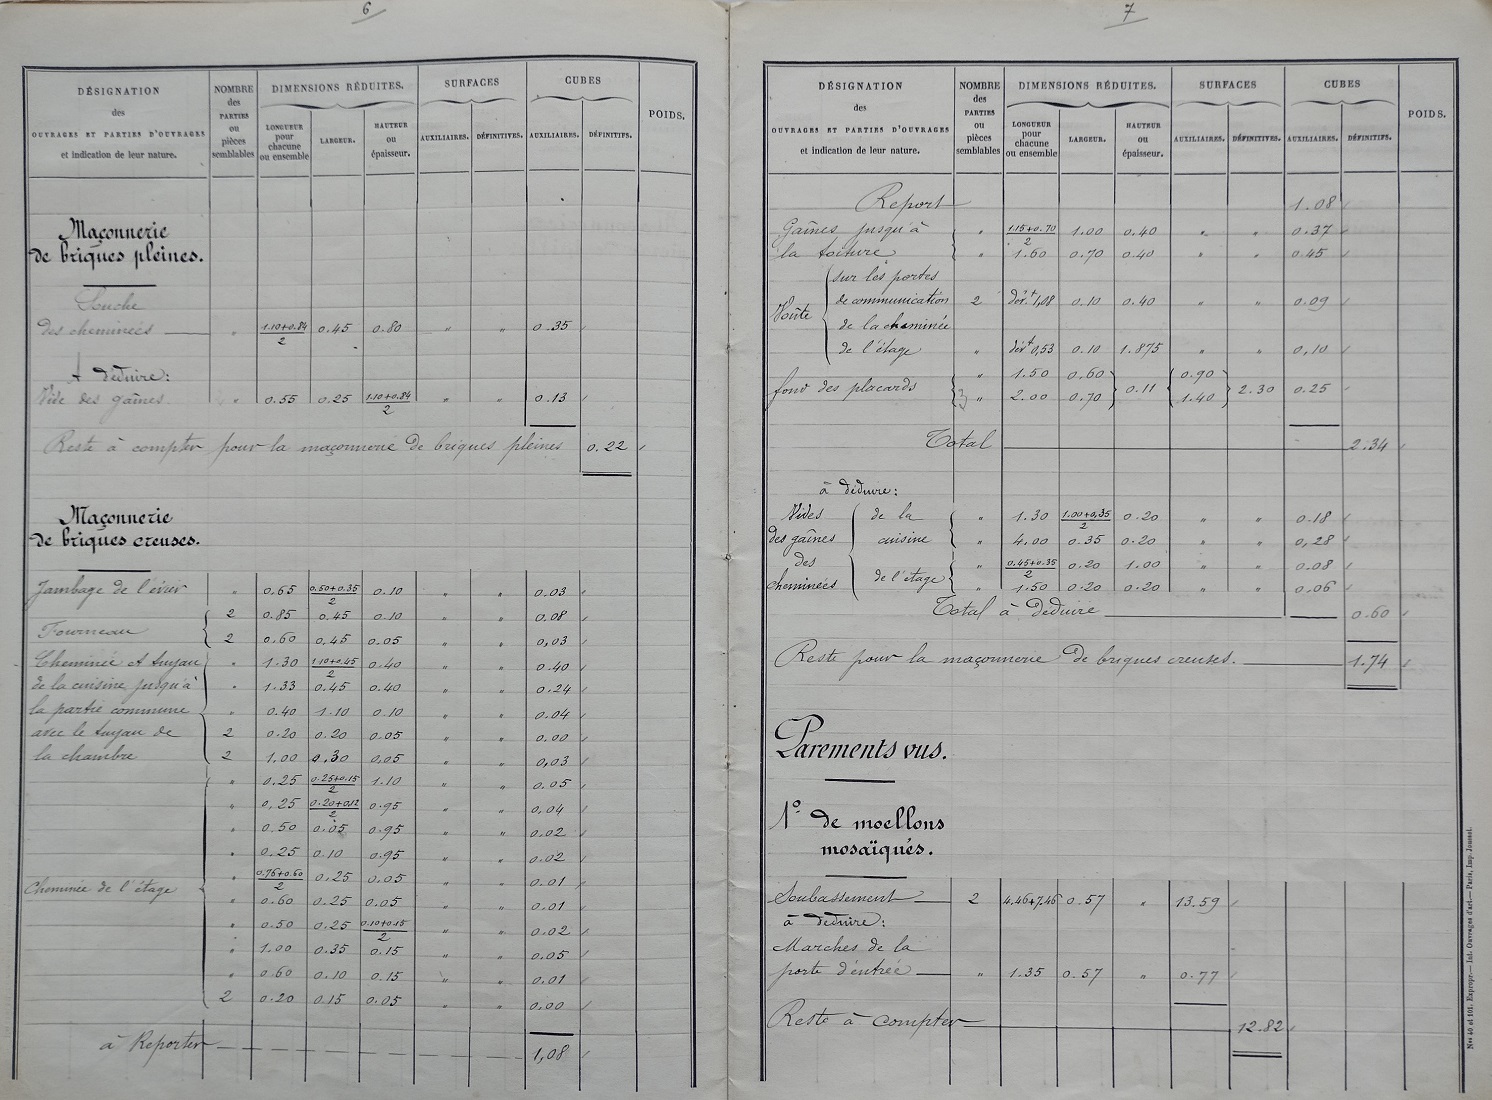 6
DÉSIGNATION
des
OUVRAGES ET PARTIES D'OUVRAGES
et indication de leur nature.
NOMBRE
des
PARTIES
ou
pièces
semblables
DIMENSIONS RÉDUITES.
LONGUEUR
pour
chacune
ou ensemble
LARGEUR.
HAUTEUR
ou
épaisseur.
SURFACES
AUXILIAIRES.
DÉFINITIVES.
CUBES
AUXILIAIRES.
DÉFINITIFS.
POIDS.
Maçonnerie
de briques pleines.
Souche
des cheminées " 1.10+0.84/2 0.45 0.80 " " 0.35
A déduire:
Vide des gaînes " 0.55 0.25 1.10+0.84/2 " " 0.13
Reste à compter pour la maçonnerie de briques pleines 0.22
Maçonnerie
de briques creuses.
Jambage de l'évier " 0.65 0.50+0.35/2 0.10 " " 0.03
2 0.85 0.45 0.10 " " 0.08
Fourneau
2 0.60 0.45 0.05 " " 0,03
Cheminée et tuyau " 1.30 1.10+0.45/2 0.40 " " 0.40
de la cuisine jusqu'à " 1.33 0.45 0.40 " " 0.24
la partie commune " 0.40 1.10 0.10 " " 0.04
avec le tuyau de 2 0.20 0.20 0.05 " " 0.00
la chambre 2 1,00 0.30 0.05 " " 0,03
" 0.25 0.25+0.15/2 1.10 " " 0.05
" 0,25 0.20+0.12/2 0.95 " " 0,04
" 0.50 0.05 0.95 " " 0.02
" 0.25 0.10 0.95 " " 0.02
Cheminée de l'étage " 0.76+0.60/2 0.25 0.05 " " 0.01
" 0.60 0.25 0.05 " " 0.01
" 0.50 0,25 0.10+0.15/2 " " 0.02
" 1.00 0.35 0.15 " " 0.05
" 0.60 0.10 0.15 " " 0.01
2 0.20 0.15 0.05 " " 0.00
à Reporter 1,08
7
DÉSIGNATION
des
OUVRAGES ET PARTIES D'OUVRAGES
et indication de leur nature.
NOMBRE
des
PARTIES
ou
pièces
semblables
DIMENSIONS RÉDUITES.
LONGUEUR
pour
chacune
ou ensemble
LARGEUR.
HAUTEUR
ou
épaisseur.
SURFACES
AUXILIAIRES.
DÉFINITIVES.
CUBES
AUXILIAIRES.
DÉFINITIFS.
POIDS.
Report 1.08
Gaînes jusqu'à " 1.15+0.70/2 1.00 0.40 " " 0.37
la toiture " 1.60 0.70 0.40 " " 0.45
Voûte
sur les portes
de communication 2 dévt 1,08 0.10 0.40 " " 0.09
de la cheminée
de l'étage " dévt 0,53 0.10 1.875 " " 0,10
" 1.50 0.60 0.90
fond des placards 0.11 2.30 0.25
" 2.00 0.70 1.40
Total 2.34
à déduire:
Vides de la " 1.30 1.00+0,35/2 0.20 " " 0.18
des gaines cuisine " 4,00 0.35 0.20 " " 0,28
des " 0.45+0.35/2 0.20 1.00 " " 0.08
cheminées de l'étage " 1.50 0.20 0.20 " " 0,06
Total à déduire 0.60
Reste pour la maçonnerie de briques creuses. 1.74
Parements vus.
1° de moellons
mosaïqués.
Soubassement 2 4.46+7,46 0.57 " 13.59
à déduire:
Marches de la
porte d'entrée " 1.35 0.57 " 0.77
Reste à compter 12.82
Nos 40 et 101. Expropr.— Int. Ouvrages d'art.— Paris, Imp. Jousset.